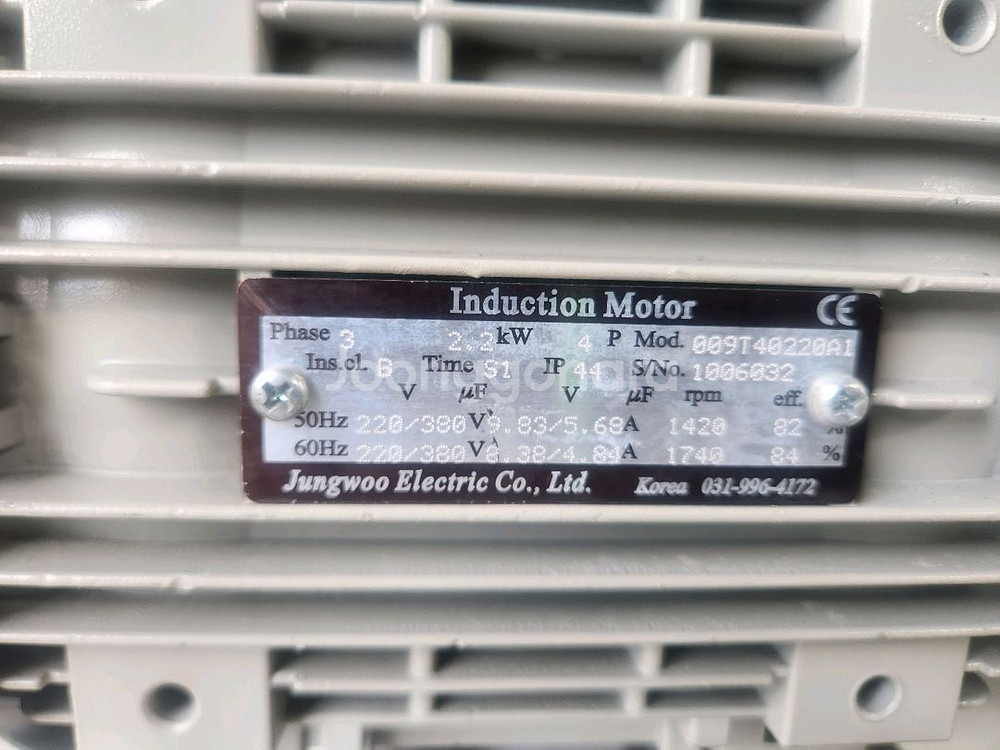 Induction Motor CE
Phase 3 2.2 kW 4 P Mod. 009T40220A1
Ins.cl. B Time S1 IP 44 S/No. 1006032
V μF V μF rpm eff.
50Hz 220/380 V 9.83/5.68 A 1420 82 %
60Hz 220/380 V 8.38/4.84 A 1740 84 %
Jungwoo Electric Co., Ltd. Korea 031-996-4172